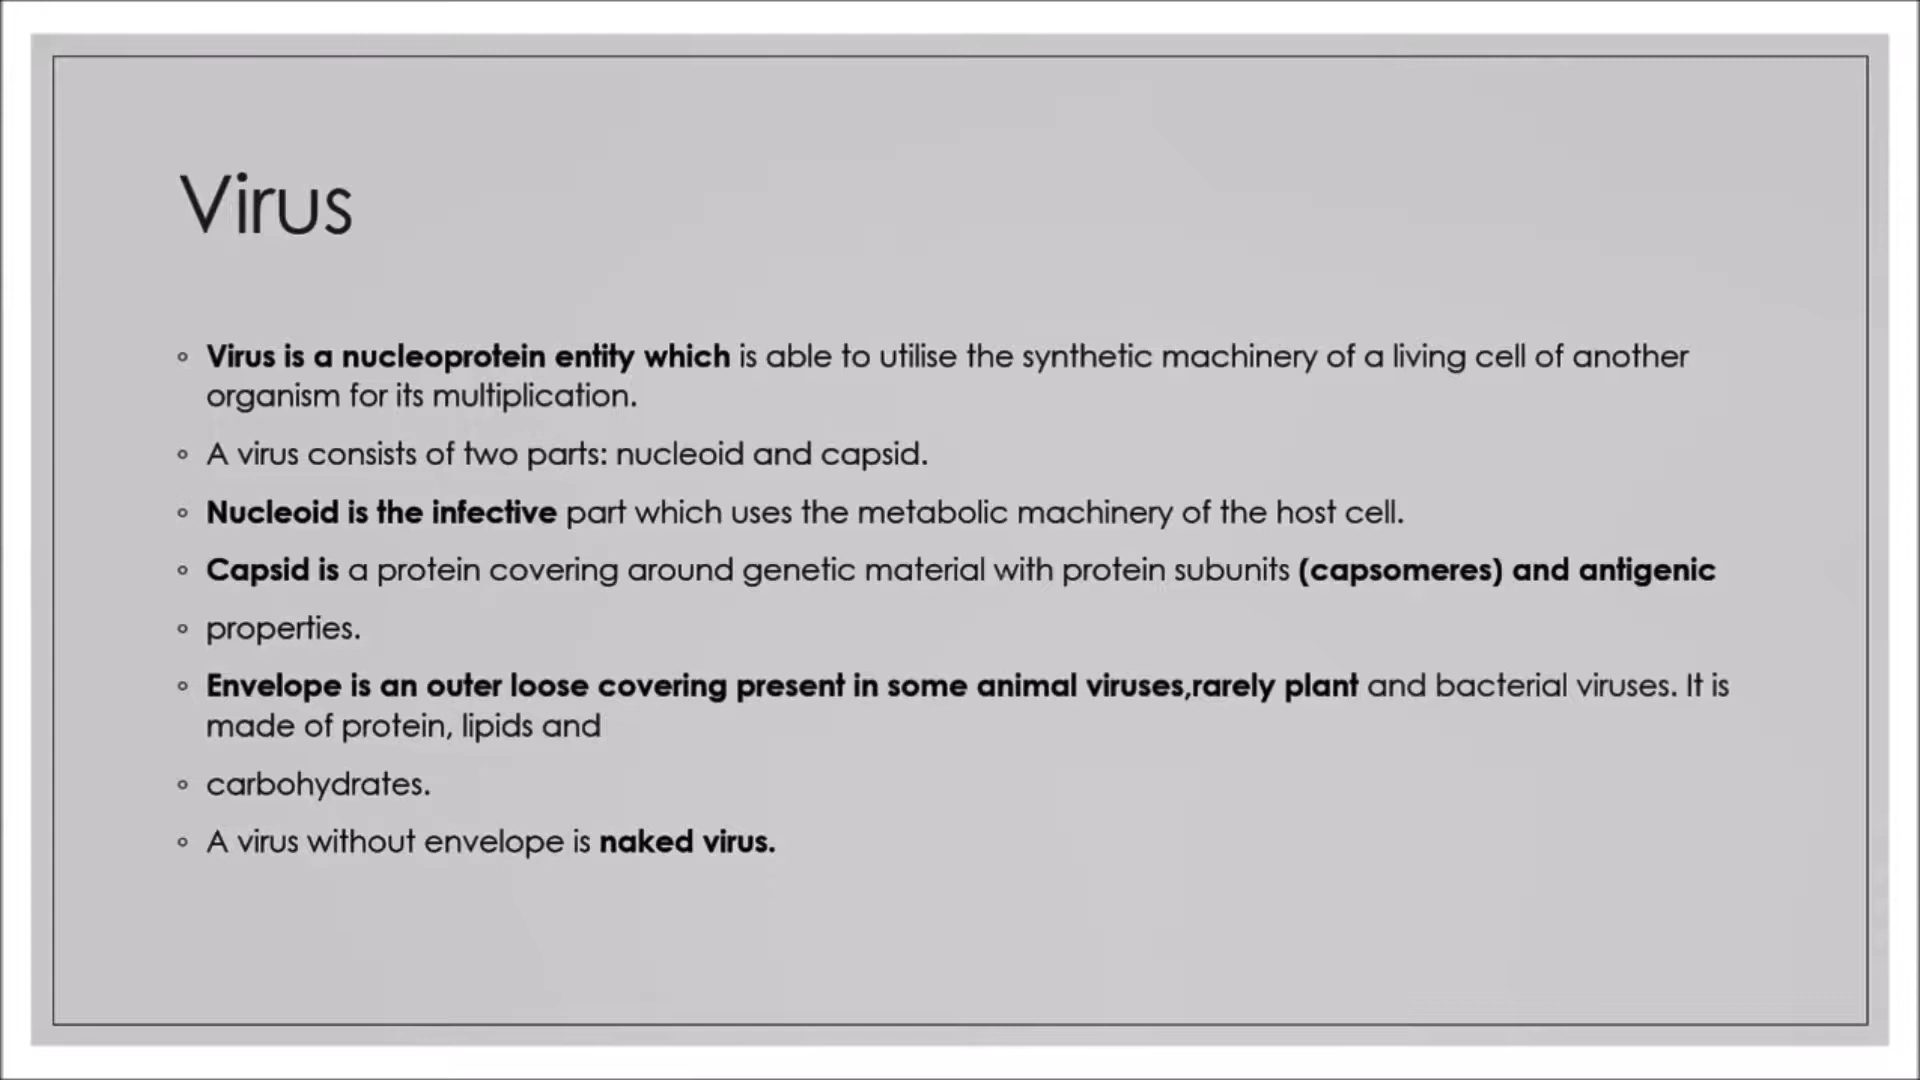 Virus
◦ Virus is a nucleoprotein entity which is able to utilise the synthetic machinery of a living cell of another
organism for its multiplication.
◦ A virus consists of two parts: nucleoid and capsid.
◦ Nucleoid is the infective part which uses the metabolic machinery of the host cell.
◦ Capsid is a protein covering around genetic material with protein subunits (capsomeres) and antigenic
◦ properties.
◦ Envelope is an outer loose covering present in some animal viruses,rarely plant and bacterial viruses. It is
made of protein, lipids and
◦ carbohydrates.
◦ A virus without envelope is naked virus.